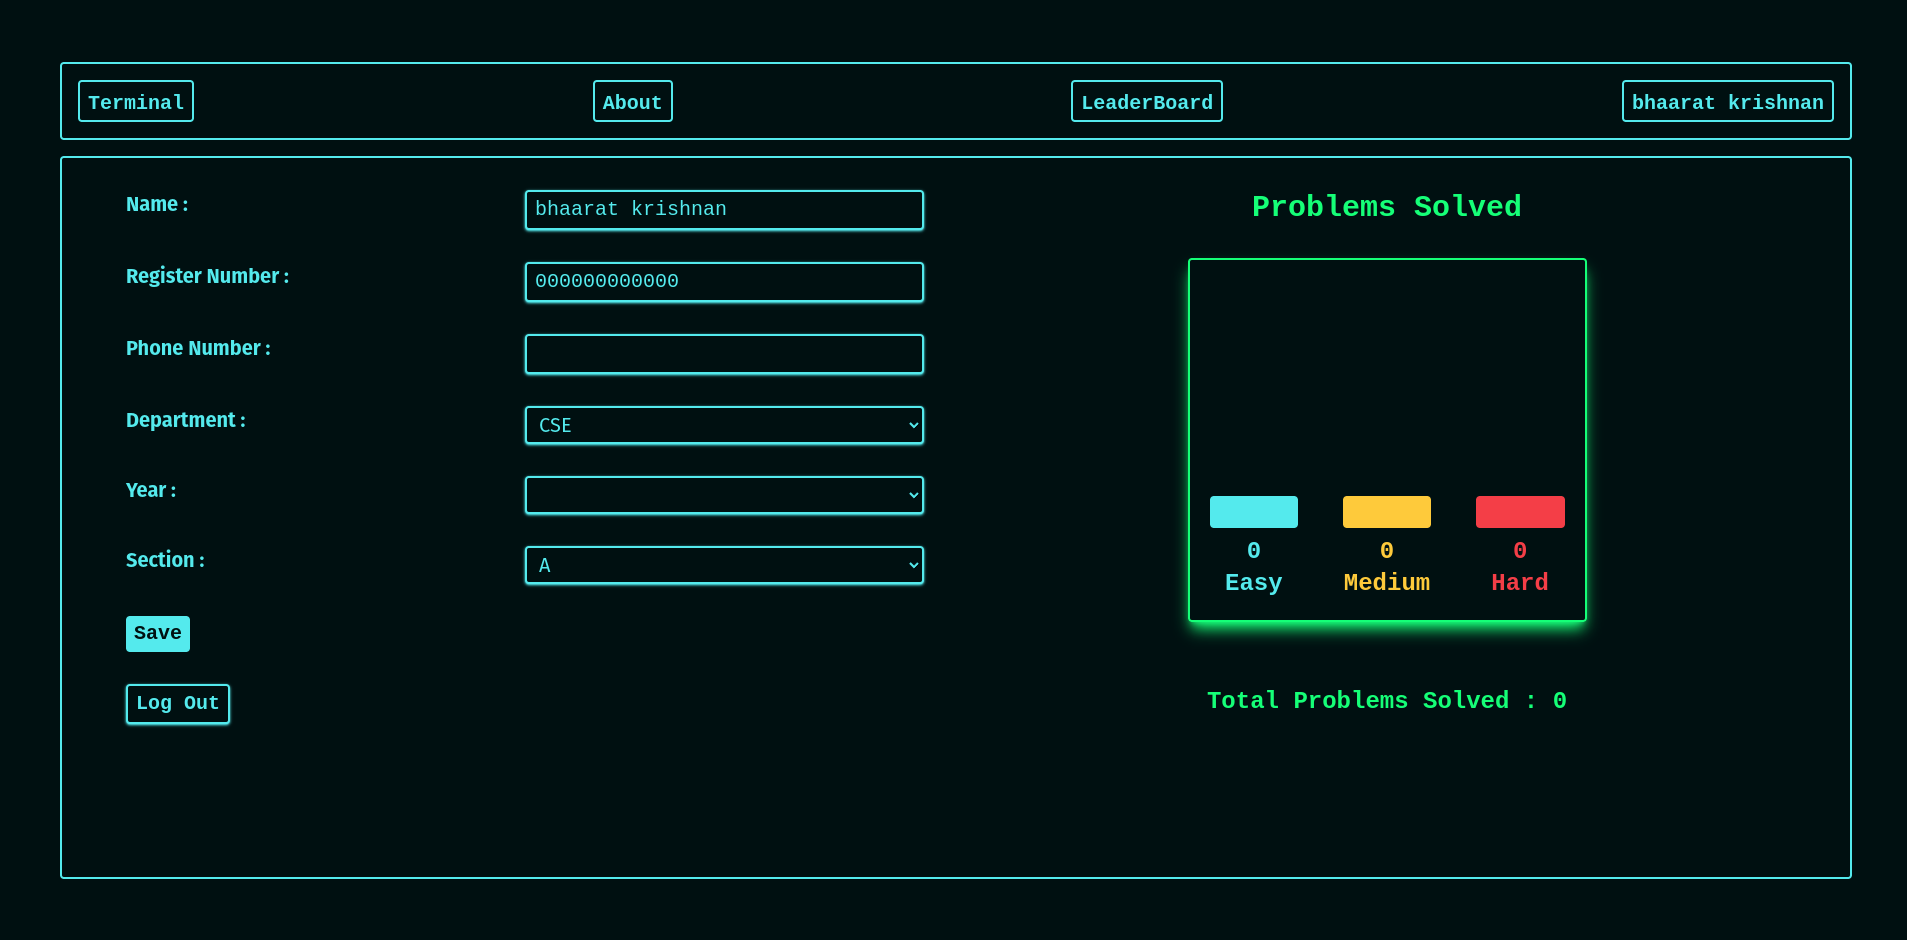 Terminal About LeaderBoard bhaarat krishnan
Name : bhaarat krishnan
Register Number : 000000000000
Phone Number :
Department : CSE
Year :
Section : A
Save
Log Out
Problems Solved
0 0 0
Easy Medium Hard
Total Problems Solved : 0